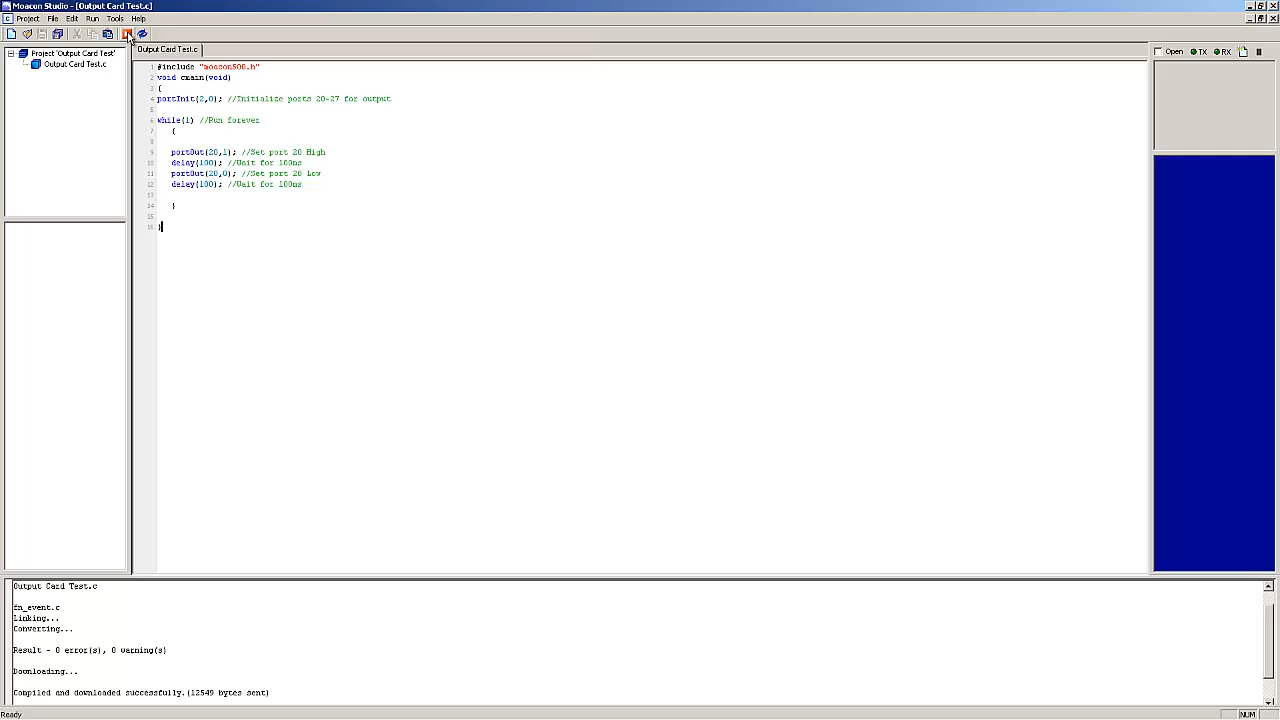 Moacon Studio - [Output Card Test.c]
Project File Edit Run Tools Help
Project 'Output Card Test'
Output Card Test.c
Output Card Test.c
Open TX RX
1 #include "moacon500.h"
2 void cmain(void)
3 {
4 portInit(2,0); //Initialize ports 20-27 for output
5
6 while(1) //Run forever
7 {
8
9 portOut(20,1); //Set port 20 High
10 delay(100); //Wait for 100ms
11 portOut(20,0); //Set port 20 Low
12 delay(100); //Wait for 100ms
13
14 }
15
16 }
Output Card Test.c
fn_event.c
Linking...
Converting...
Result - 0 error(s), 0 warning(s)
Downloading...
Compiled and downloaded successfully.(12549 bytes sent)
Ready NUM